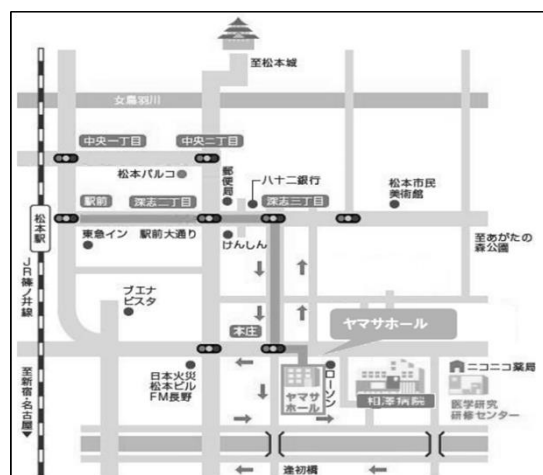 至松本城
女鳥羽川
中央一丁目
中央二丁目
松本パルコ
郵便局
八十二銀行
松本市民
美術館
駅前
深志二丁目
深志三丁目
松本駅
東急イン
駅前大通り
けんしん
至あがたの
森公園
JR篠ノ井線
ブエナ
ビスタ
本庄
ヤマサホール
日本火災
松本ビル
FM長野
ヤマサ
ホール
ローソン
相澤病院
ニコニコ薬局
医学研究
研修センター
至新宿・名古屋
逢初橋